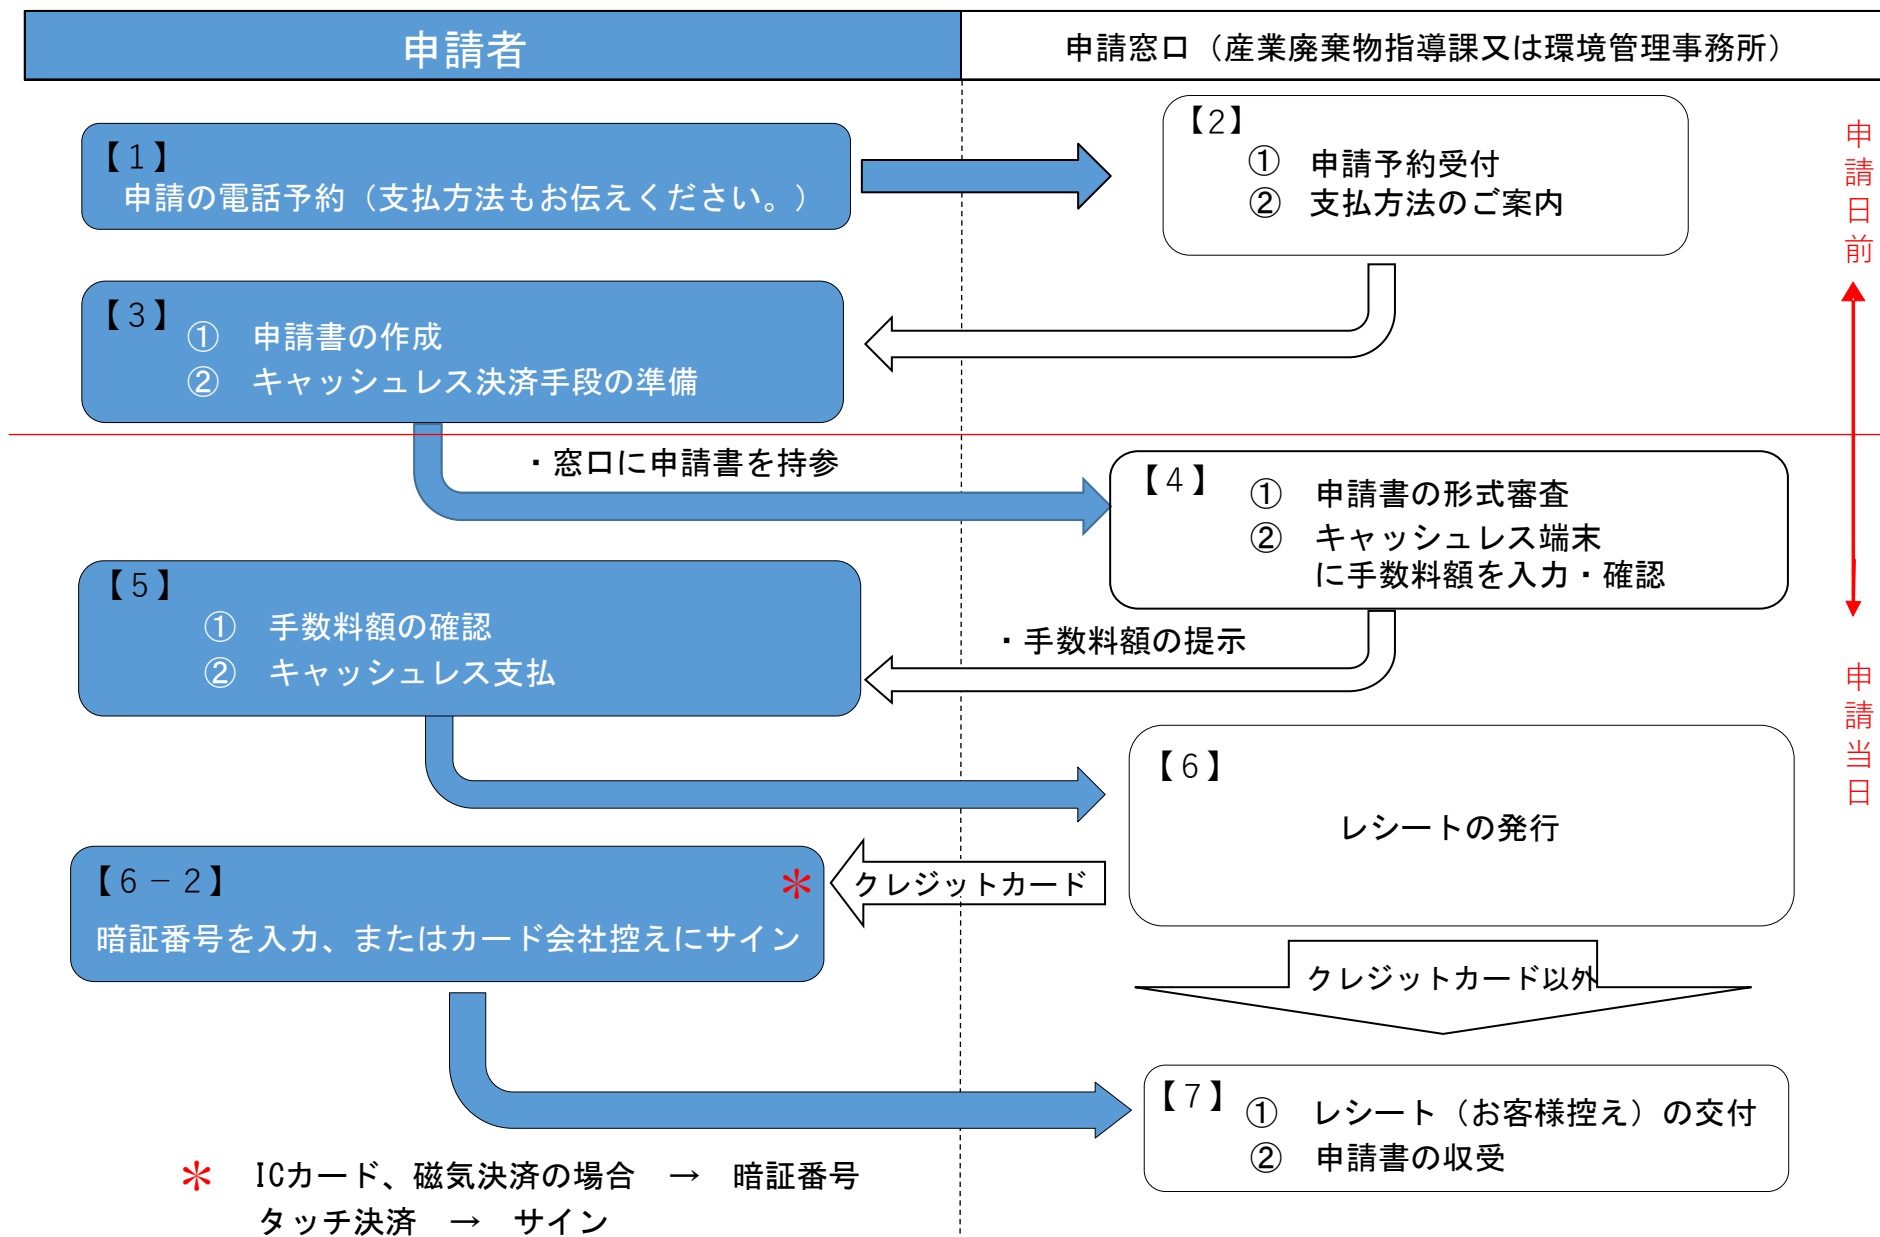 申請者
申請窓口（産業廃棄物指導課又は環境管理事務所）
【１】
申請の電話予約（支払方法もお伝えください。）
【２】
① 申請予約受付
② 支払方法のご案内
申請日前
【３】
① 申請書の作成
② キャッシュレス決済手段の準備
・窓口に申請書を持参
【４】
① 申請書の形式審査
② キャッシュレス端末
に手数料額を入力・確認
【５】
① 手数料額の確認
② キャッシュレス支払
・手数料額の提示
申請当日
【６】
レシートの発行
クレジットカード
【６－２】
＊
暗証番号を入力、またはカード会社控えにサイン
クレジットカード以外
【７】
① レシート（お客様控え）の交付
② 申請書の収受
＊ ICカード、磁気決済の場合 → 暗証番号
タッチ決済 → サイン